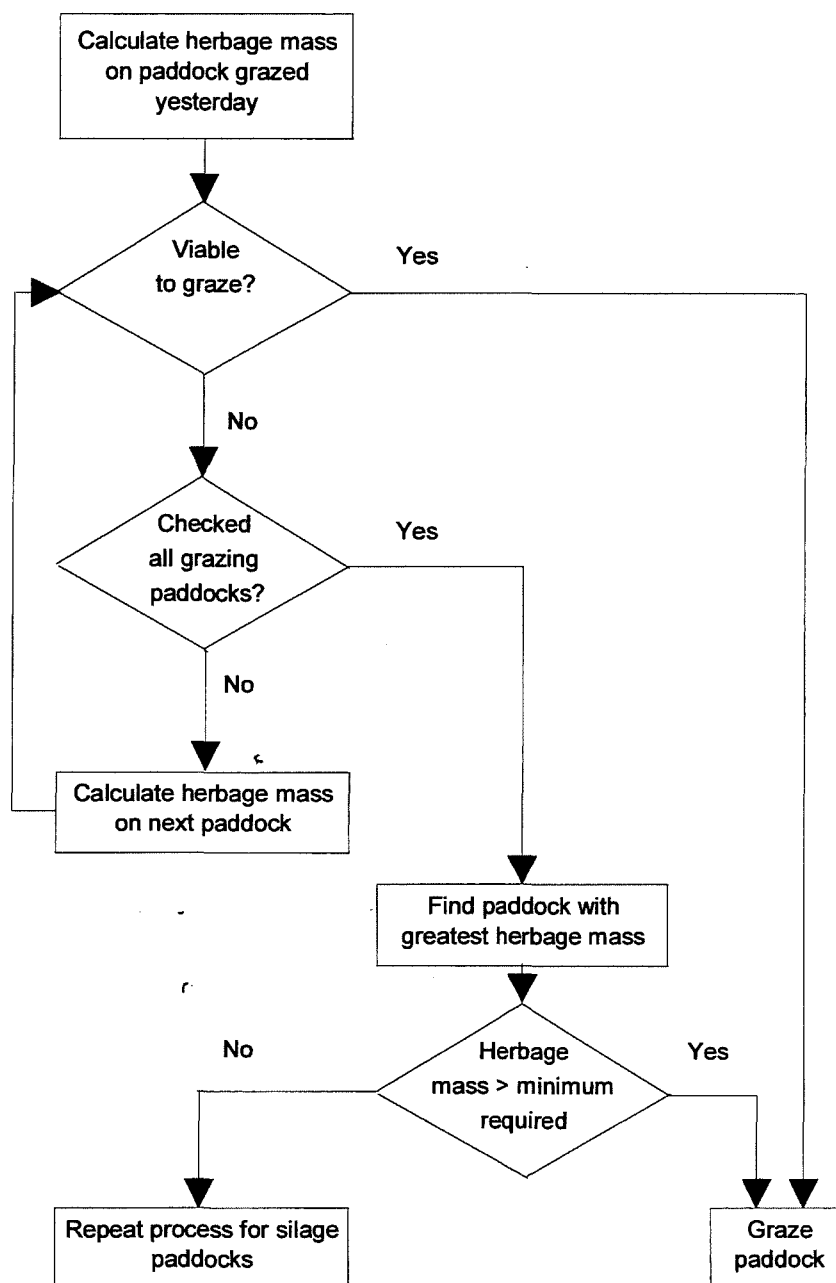 Calculate herbage mass
on paddock grazed
yesterday
Viable
to graze?
Yes
No
Checked
all grazing
paddocks?
Yes
No
Calculate herbage mass
on next paddock
Find paddock with
greatest herbage mass
No
Herbage
mass > minimum
required
Yes
Repeat process for silage
paddocks
Graze
paddock